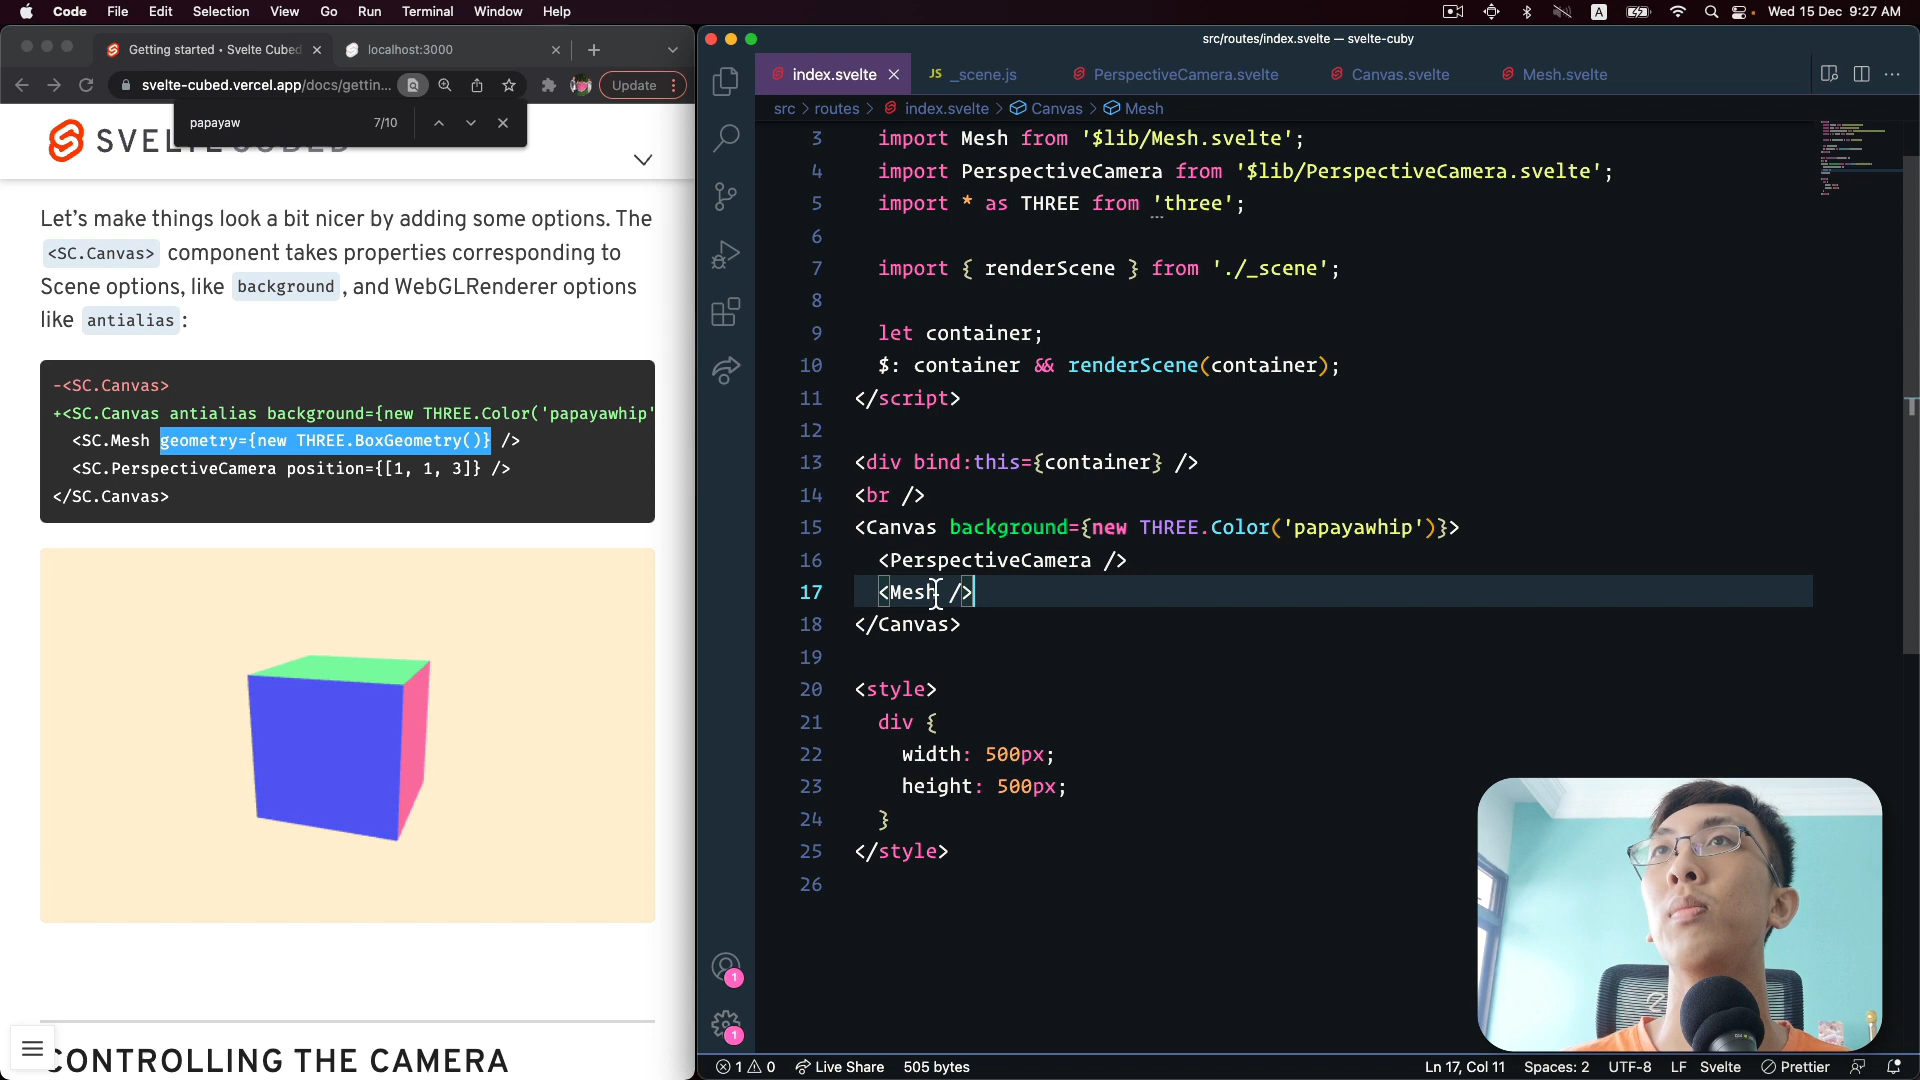 Code File Edit Selection View Go Run Terminal Window Help
A
Wed 15 Dec 9:27 AM
Getting started • Svelte Cubed
localhost:3000
svelte-cubed.vercel.app/docs/gettin...
Update
papayaw
7/10
Let's make things look a bit nicer by adding some options. The
<SC.Canvas> component takes properties corresponding to
Scene options, like background, and WebGLRenderer options
like antialias:
-<SC.Canvas>
+<SC.Canvas antialias background={new THREE.Color('papayawhip'
<SC.Mesh geometry={new THREE.BoxGeometry()} />
<SC.PerspectiveCamera position={[1, 1, 3]} />
</SC.Canvas>
CONTROLLING THE CAMERA
src/routes/index.svelte — svelte-cuby
index.svelte
JS _scene.js
PerspectiveCamera.svelte
Canvas.svelte
Mesh.svelte
src > routes > index.svelte > Canvas > Mesh
3 import Mesh from '$lib/Mesh.svelte';
4 import PerspectiveCamera from '$lib/PerspectiveCamera.svelte';
5 import * as THREE from 'three';
6
7 import { renderScene } from './_scene';
8
9 let container;
10 $: container && renderScene(container);
11 </script>
12
13 <div bind:this={container} />
14 <br />
15 <Canvas background={new THREE.Color('papayawhip')}>
16 <PerspectiveCamera />
17 <Mesh />
18 </Canvas>
19
20 <style>
21 div {
22 width: 500px;
23 height: 500px;
24 }
25 </style>
26
1
1
1 0 Live Share 505 bytes
Ln 17, Col 11 Spaces: 2 UTF-8 LF Svelte Prettier